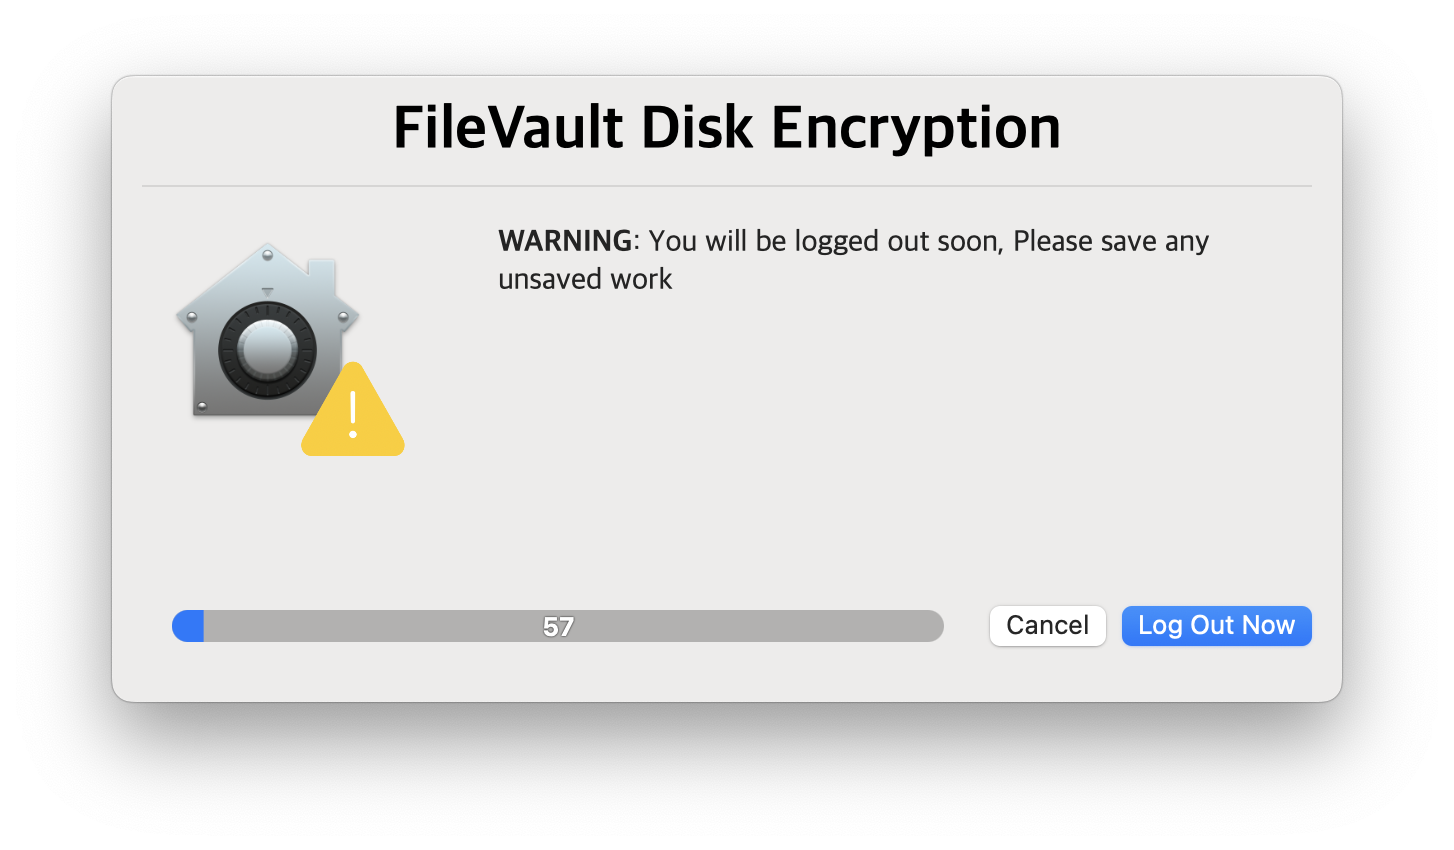 FileVault Disk Encryption
WARNING: You will be logged out soon, Please save any
unsaved work
57
Cancel
Log Out Now